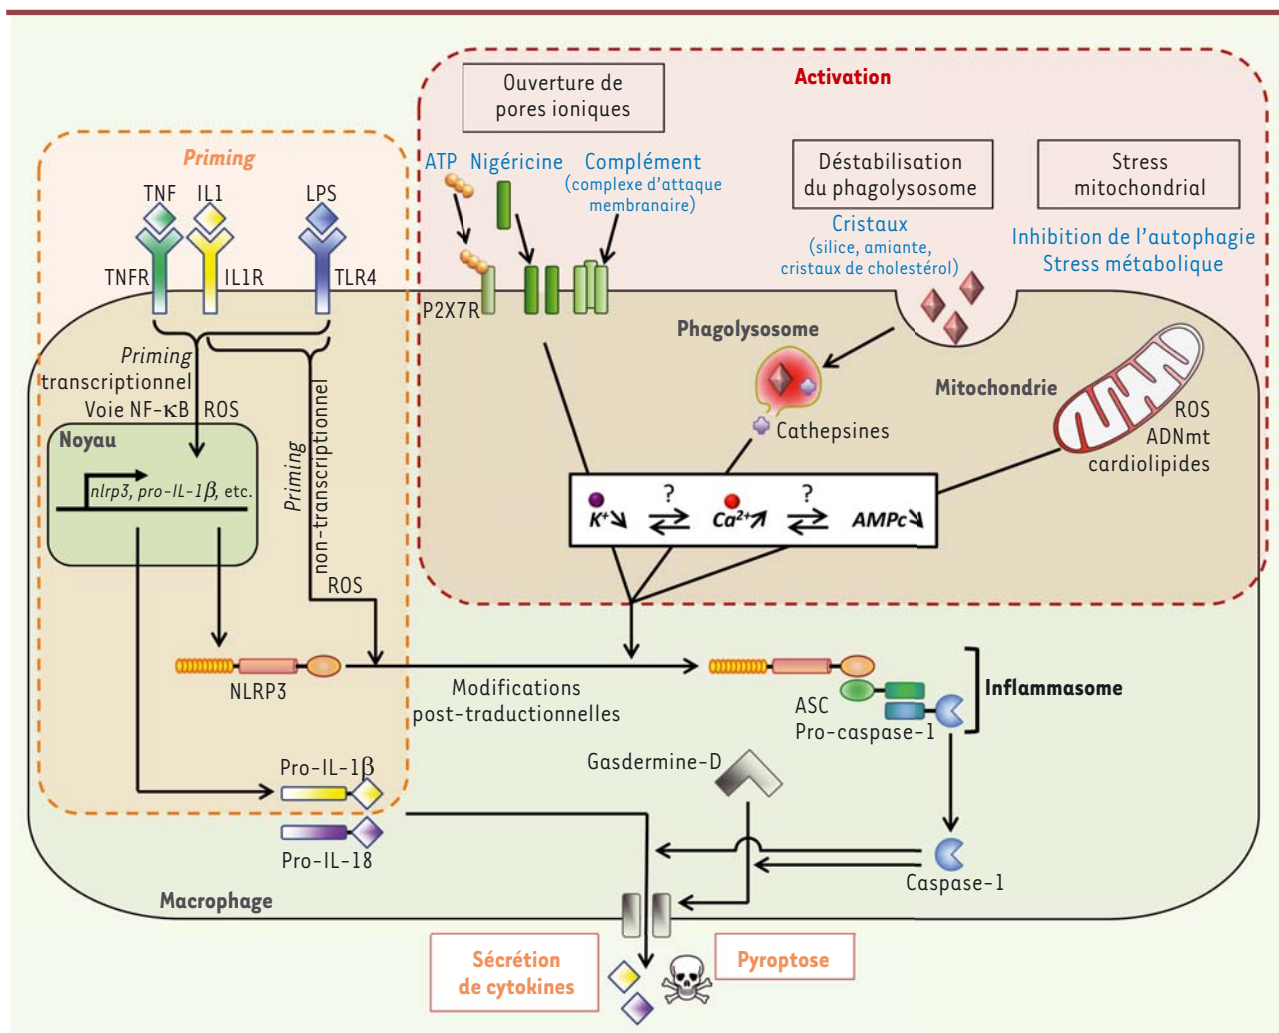 Activation
Ouverture de
pores ioniques
Priming
ATP
Nigéricine
Complément
(complexe d'attaque
membranaire)
Déstabilisation
du phagolysosome
Stress
mitochondrial
TNF
IL1
LPS
Cristaux
(silice, amiante,
cristaux de cholestérol)
Inhibition de l'autophagie
Stress métabolique
TNFR
IL1R
TLR4
P2X7R
Phagolysosome
Priming
transcriptionnel
Voie NF-κB
ROS
Priming
non-transcriptionnel
ROS
Mitochondrie
ROS
ADNmt
cardiolipides
Cathepsines
Noyau
nlrp3, pro-IL-1β, etc.
K+ ↘ ? ⇌ Ca2+ ↗ ? ⇌ AMPc ↘
NLRP3
Modifications
post-traductionnelles
ASC
Pro-caspase-1
Inflammasome
Gasdermine-D
Pro-IL-1β
Pro-IL-18
Caspase-1
Macrophage
Sécrétion
de cytokines
Pyroptose